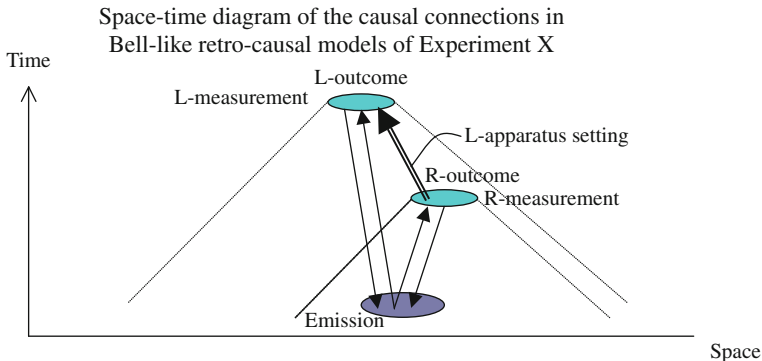 Space-time diagram of the causal connections in
Bell-like retro-causal models of Experiment X
Time
L-outcome
L-measurement
L-apparatus setting
R-outcome
R-measurement
Emission
Space